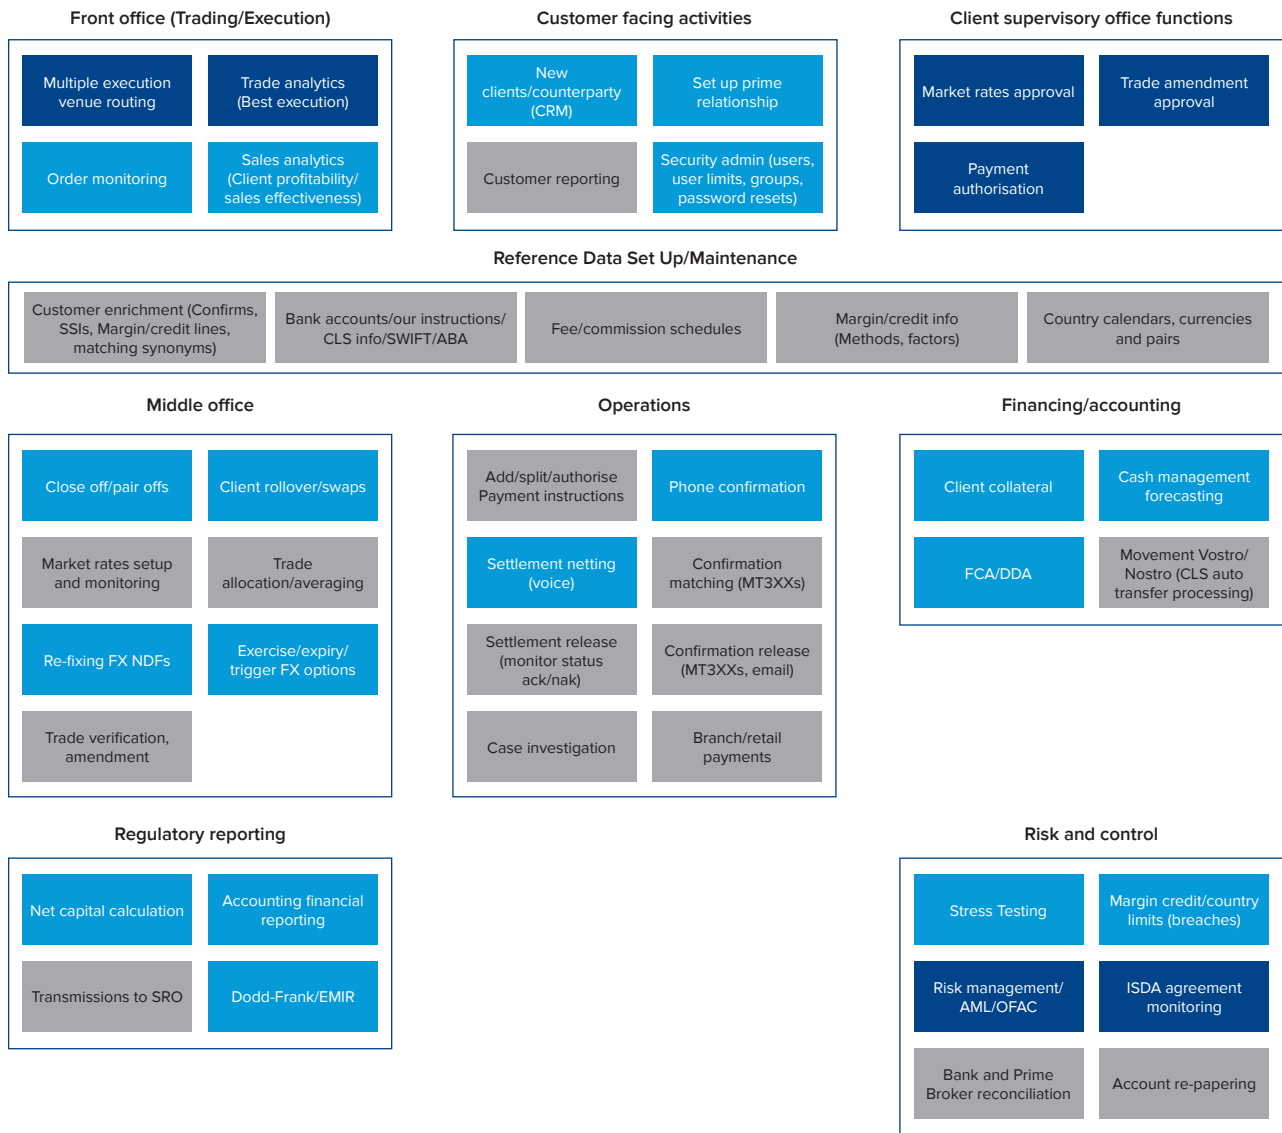 Front office (Trading/Execution)
Multiple execution
venue routing
Trade analytics
(Best execution)
Order monitoring
Sales analytics
(Client profitability/
sales effectiveness)
Customer facing activities
New
clients/counterparty
(CRM)
Set up prime
relationship
Customer reporting
Security admin (users,
user limits, groups,
password resets)
Client supervisory office functions
Market rates approval
Trade amendment
approval
Payment
authorisation
Reference Data Set Up/Maintenance
Customer enrichment (Confirms,
SSIs, Margin/credit lines,
matching synonyms)
Bank accounts/our instructions/
CLS info/SWIFT/ABA
Fee/commission schedules
Margin/credit info
(Methods, factors)
Country calendars, currencies
and pairs
Middle office
Close off/pair offs
Client rollover/swaps
Market rates setup
and monitoring
Trade
allocation/averaging
Re-fixing FX NDFs
Exercise/expiry/
trigger FX options
Trade verification,
amendment
Operations
Add/split/authorise
Payment instructions
Phone confirmation
Settlement netting
(voice)
Confirmation
matching (MT3XXs)
Settlement release
(monitor status
ack/nak)
Confirmation release
(MT3XXs, email)
Case investigation
Branch/retail
payments
Financing/accounting
Client collateral
Cash management
forecasting
FCA/DDA
Movement Vostro/
Nostro (CLS auto
transfer processing)
Regulatory reporting
Net capital calculation
Accounting financial
reporting
Transmissions to SRO
Dodd-Frank/EMIR
Risk and control
Stress Testing
Margin credit/country
limits (breaches)
Risk management/
AML/OFAC
ISDA agreement
monitoring
Bank and Prime
Broker reconciliation
Account re-papering